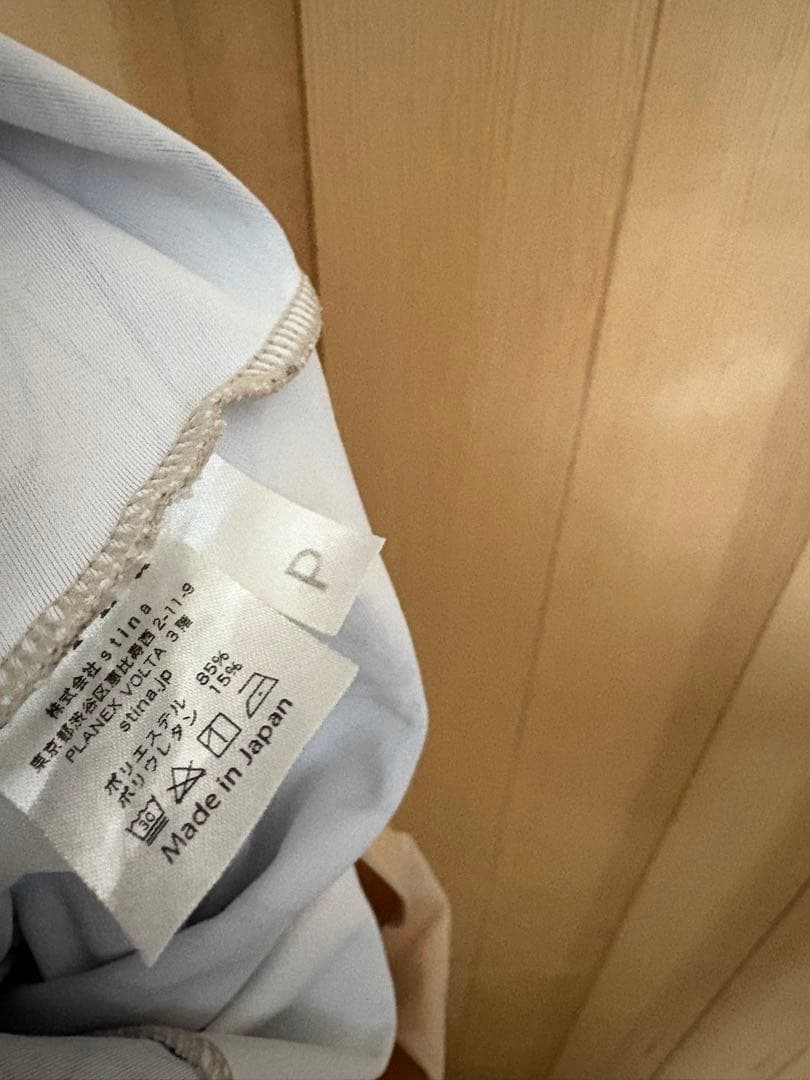 P
株式会社 stina
東京都渋谷区恵比寿西 2-11-9
PLANEX VOLTA 3階
stina.jp
ポリエステル 85%
ポリウレタン 15%
30
Made in Japan